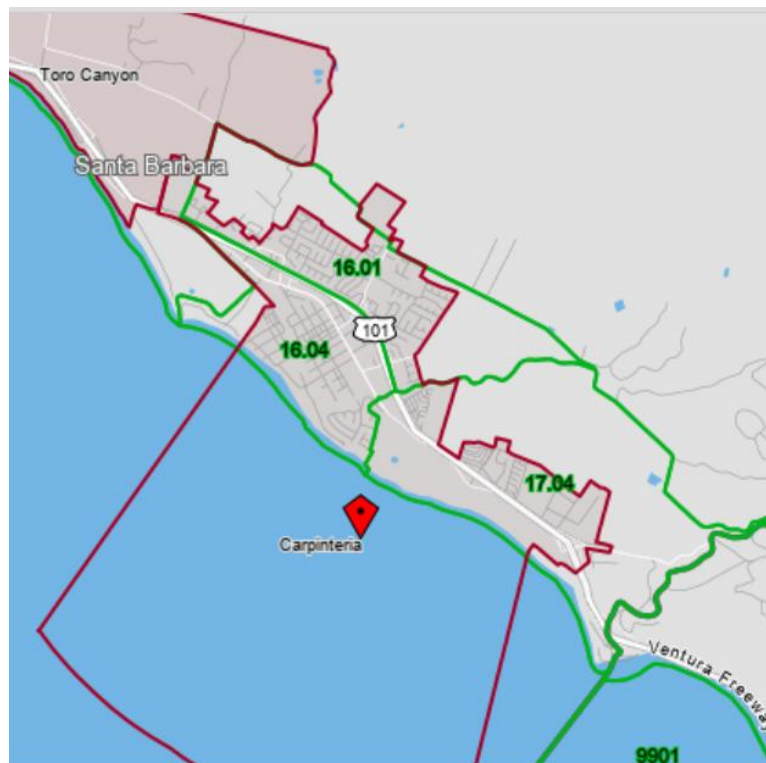 Toro Canyon
Santa Barbara
16.01
101
16.04
17.04
Carpinteria
Ventura Freeway
9901